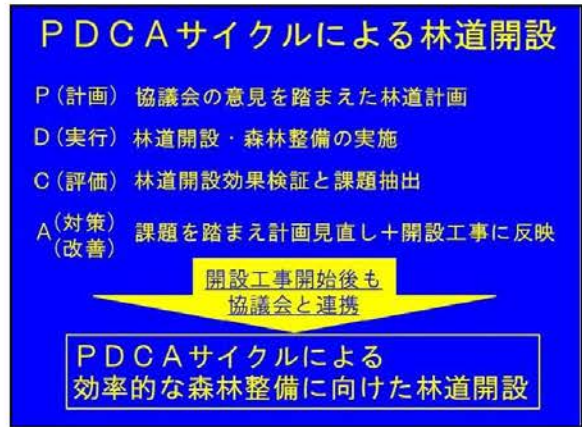 PDCAサイクルによる林道開設
P(計画) 協議会の意見を踏まえた林道計画
D(実行) 林道開設・森林整備の実施
C(評価) 林道開設効果検証と課題抽出
A(対策)(改善) 課題を踏まえ計画見直し＋開設工事に反映
開設工事開始後も
協議会と連携
PDCAサイクルによる
効率的な森林整備に向けた林道開設